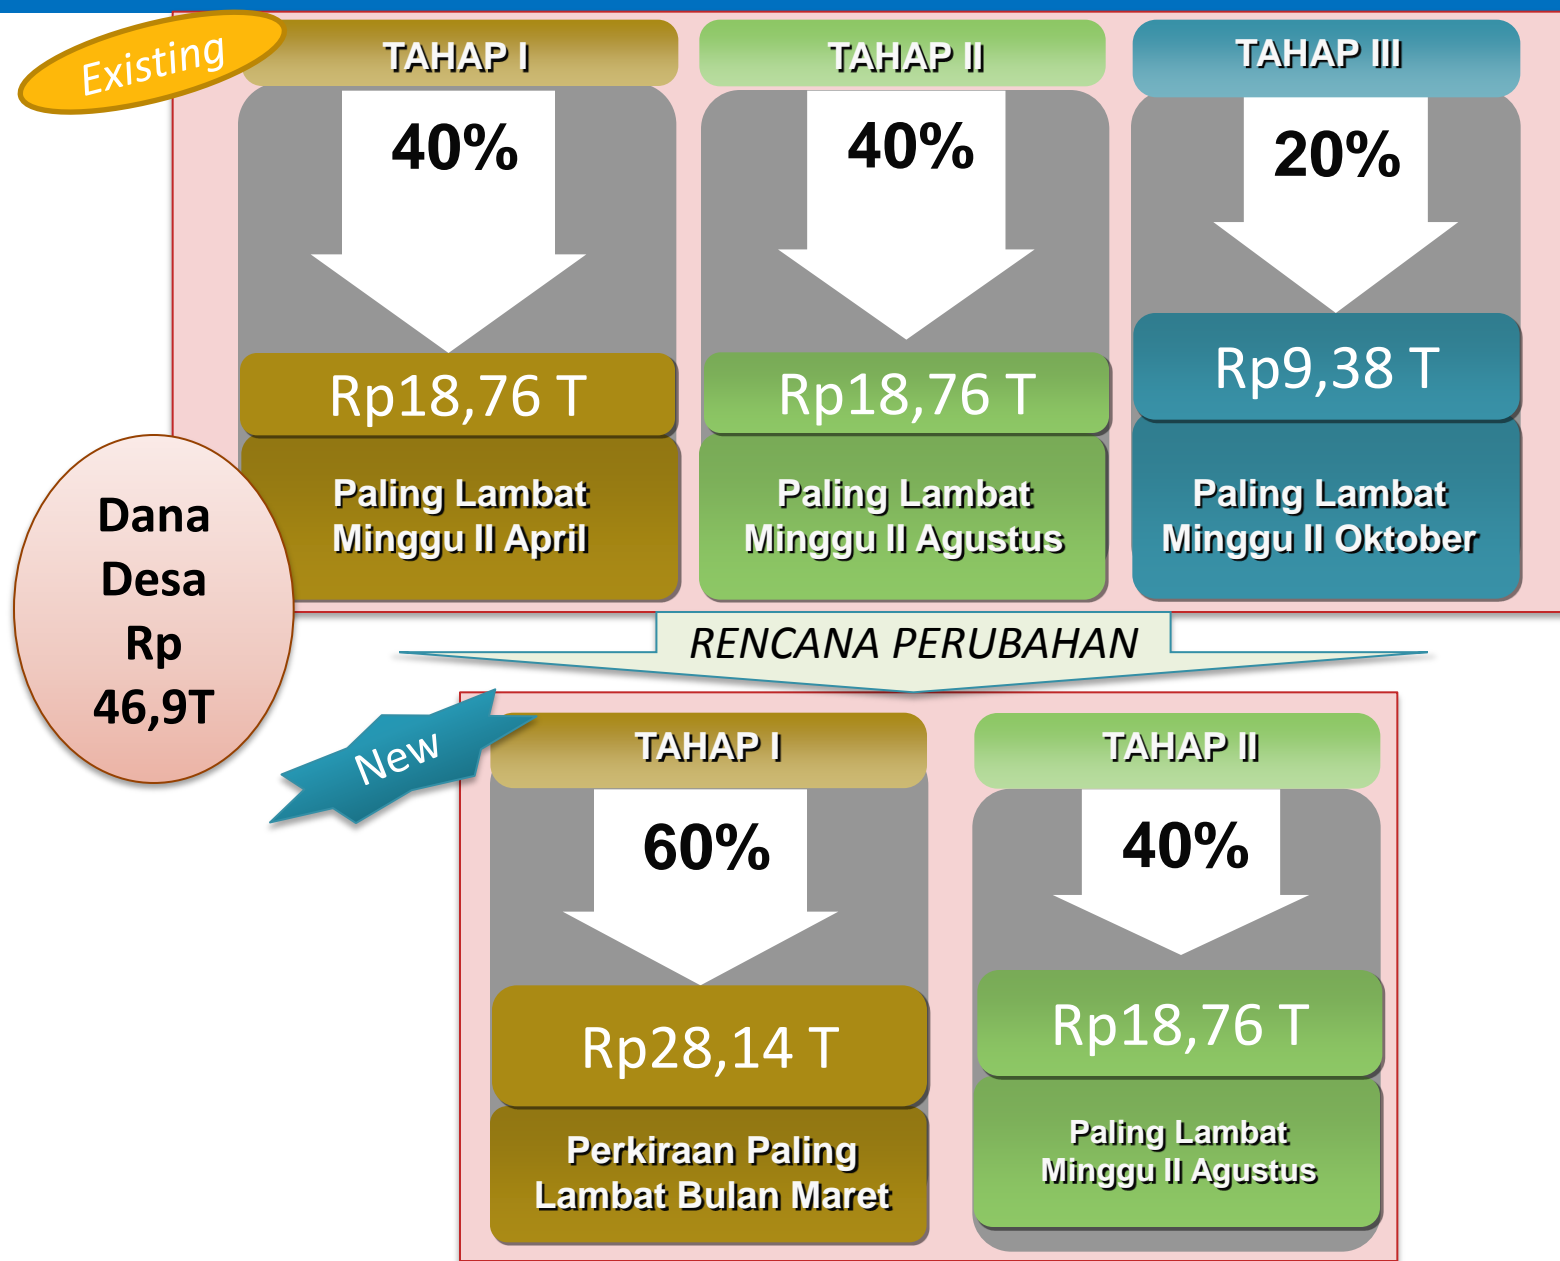 Existing
TAHAP I
40%
Rp18,76 T
Paling Lambat
Minggu II April
TAHAP II
40%
Rp18,76 T
Paling Lambat
Minggu II Agustus
TAHAP III
20%
Rp9,38 T
Paling Lambat
Minggu II Oktober
Dana
Desa
Rp
46,9T
RENCANA PERUBAHAN
New
TAHAP I
60%
Rp28,14 T
Perkiraan Paling
Lambat Bulan Maret
TAHAP II
40%
Rp18,76 T
Paling Lambat
Minggu II Agustus